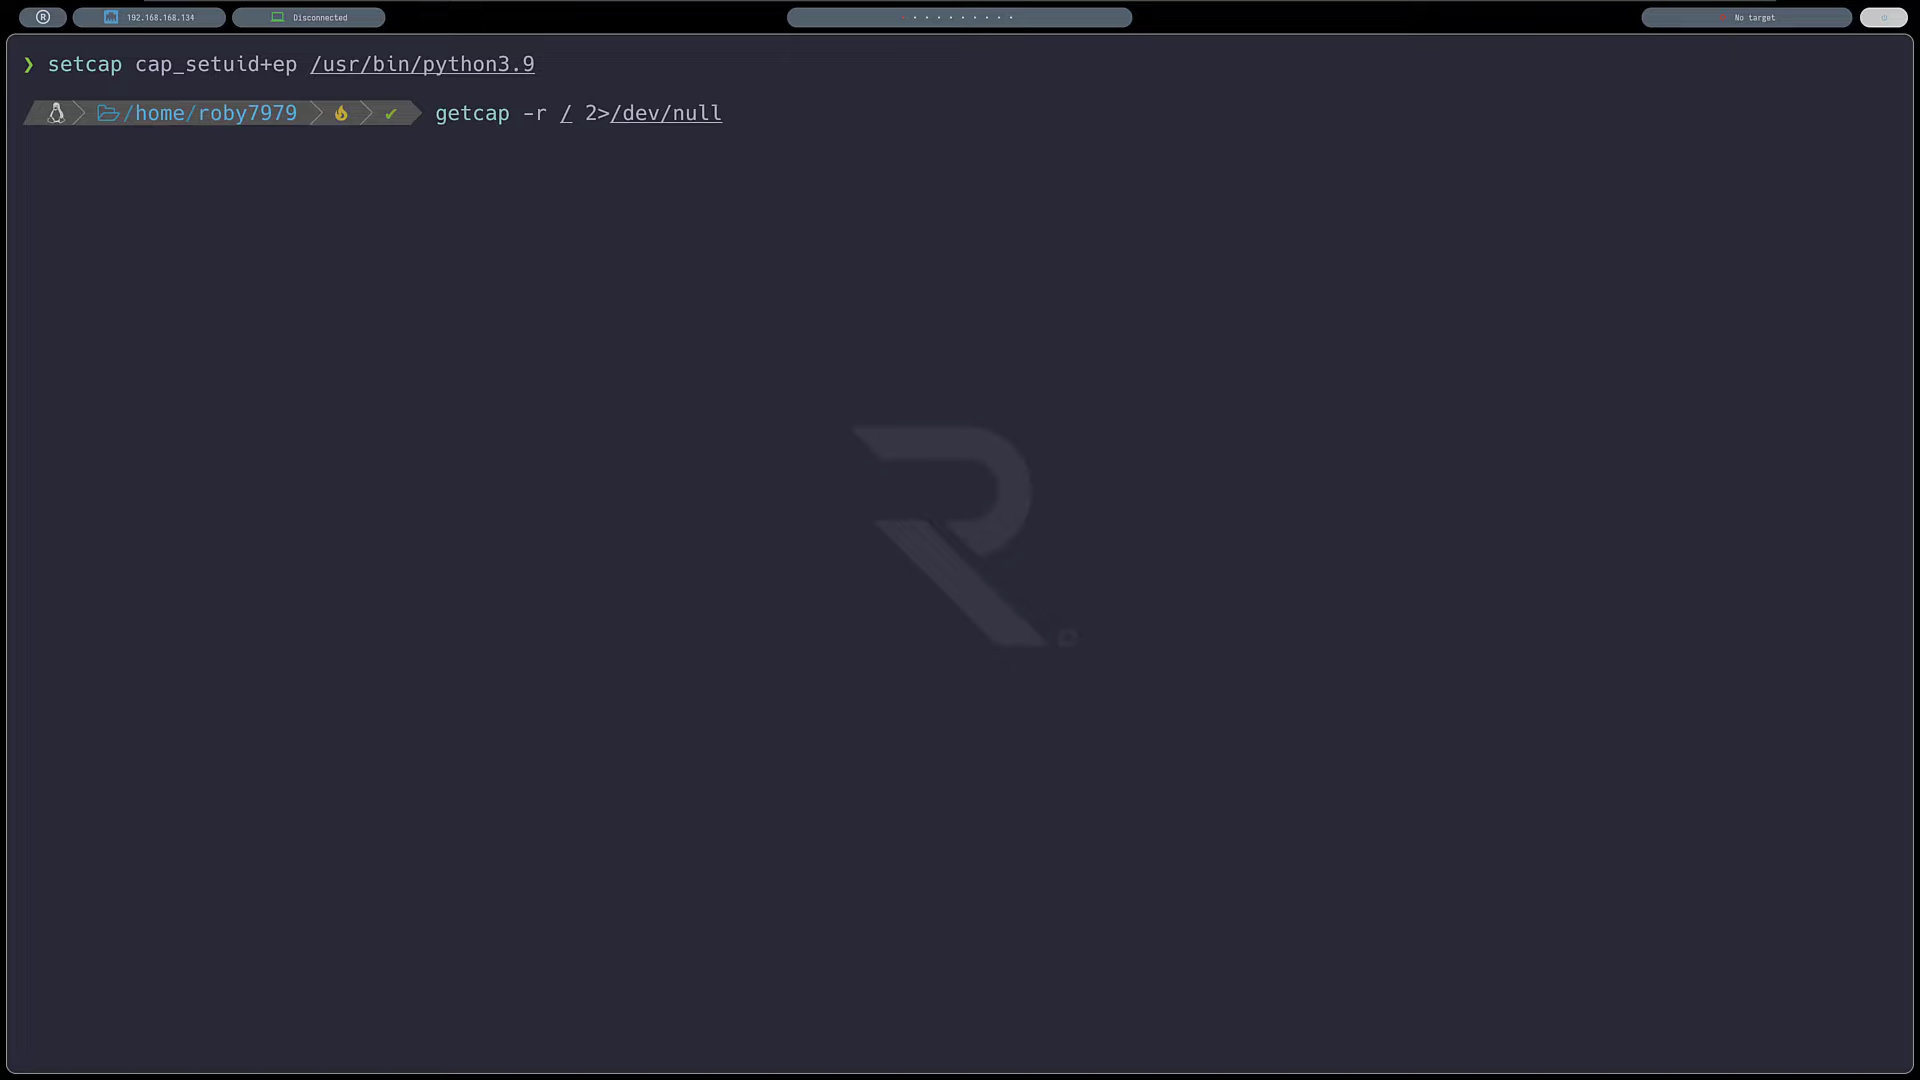 R 192.168.168.134 Disconnected No target
❯ setcap cap_setuid+ep /usr/bin/python3.9
/home/roby7979 ✔ getcap -r / 2>/dev/null
R